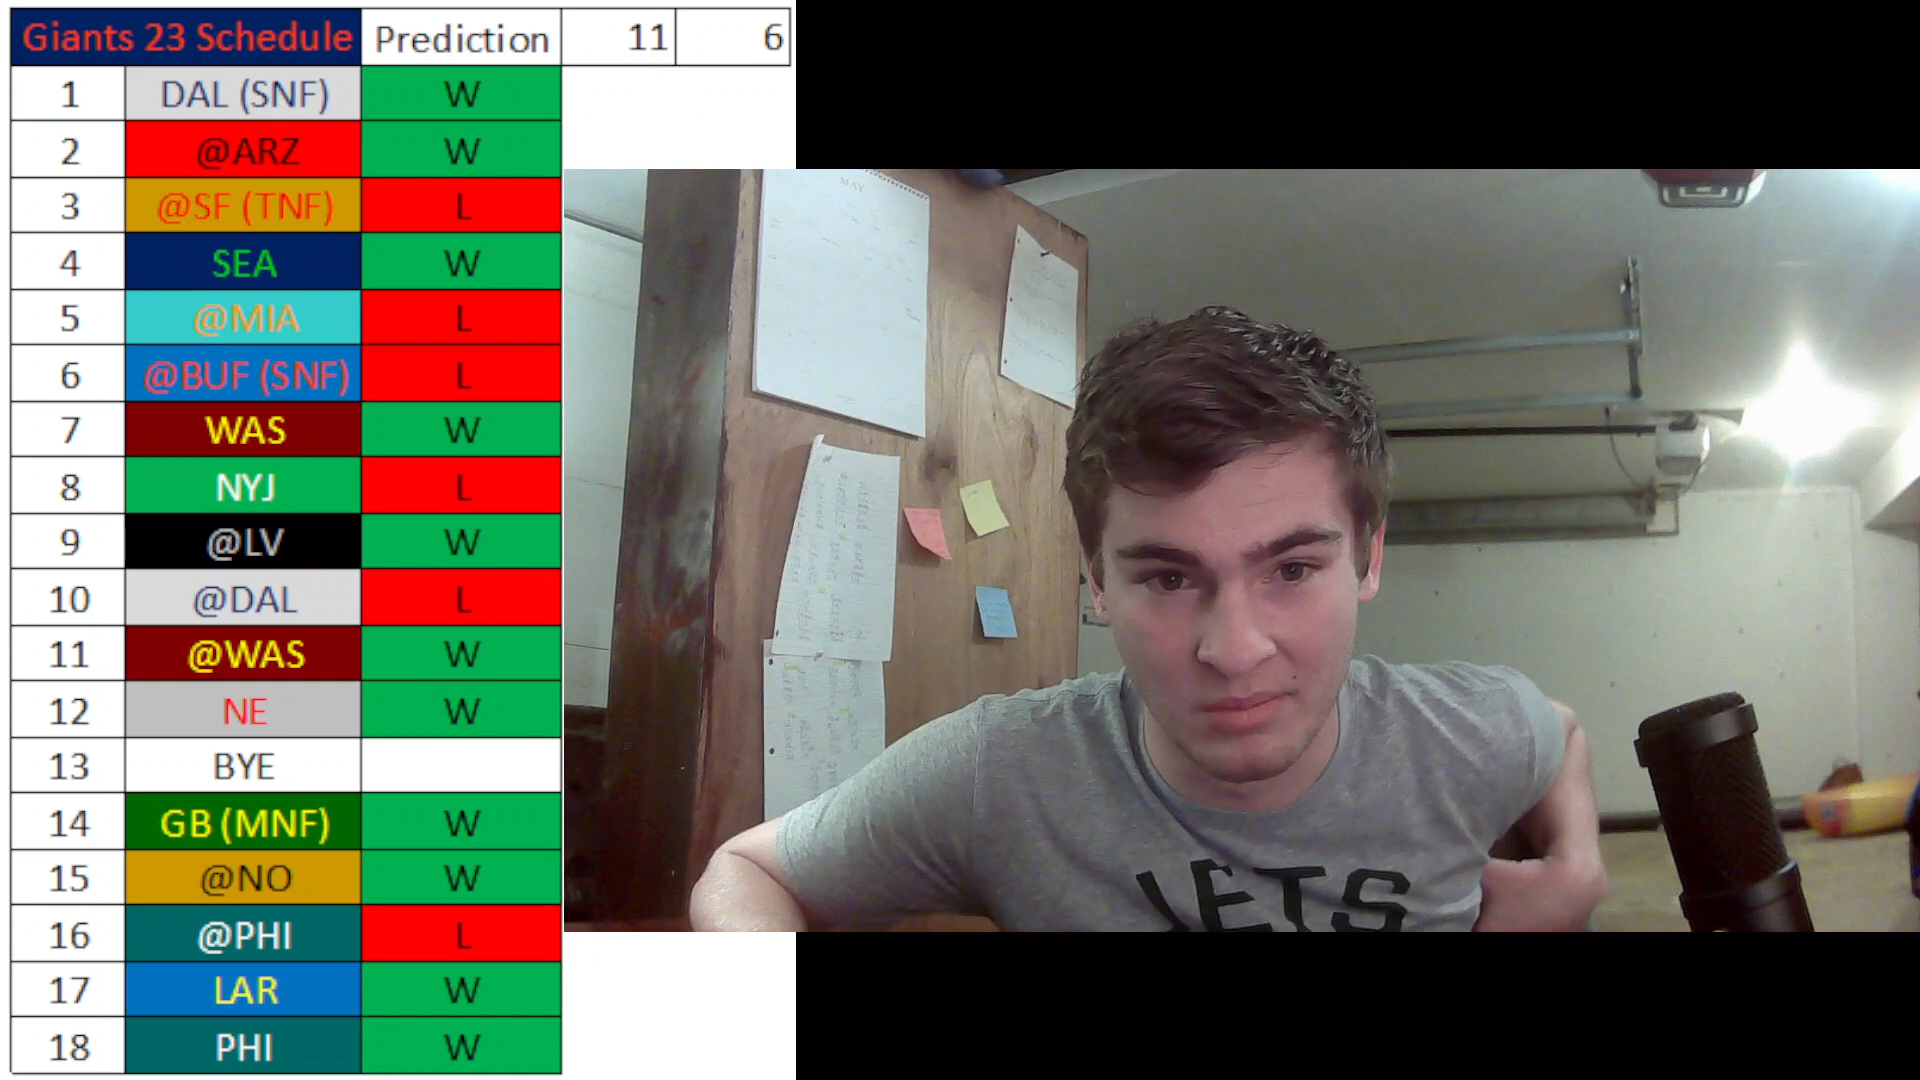 Giants 23 Schedule Prediction 11 6
1 DAL (SNF) W
2 @ARZ W
3 @SF (TNF) L
4 SEA W
5 @MIA L
6 @BUF (SNF) L
7 WAS W
8 NYJ L
9 @LV W
10 @DAL L
11 @WAS W
12 NE W
13 BYE
14 GB (MNF) W
15 @NO W
16 @PHI L
17 LAR W
18 PHI W
MAY
JETS